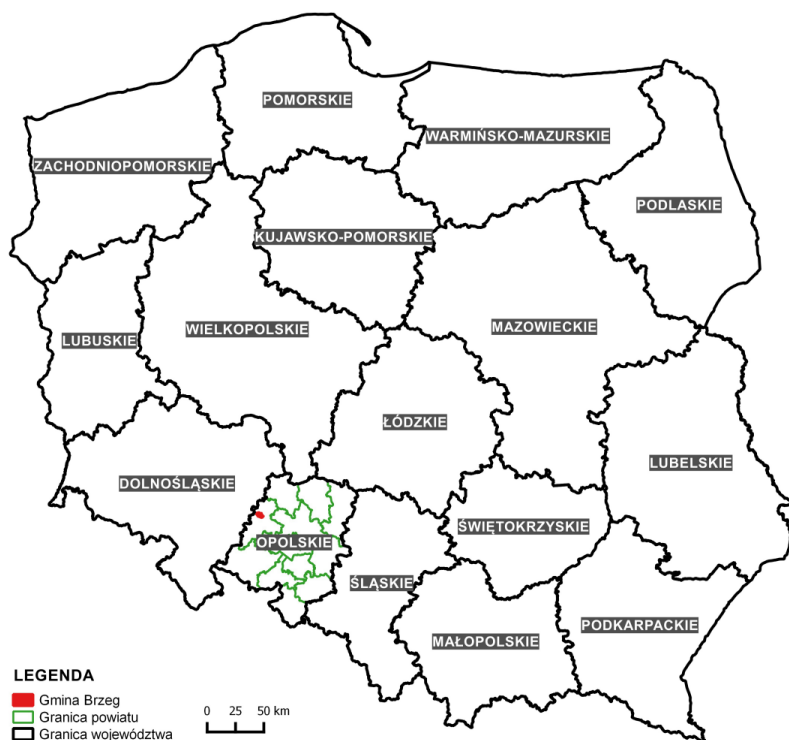 POMORSKIE
WARMIŃSKO-MAZURSKIE
ZACHODNIOPOMORSKIE
PODLASKIE
KUJAWSKO-POMORSKIE
WIELKOPOLSKIE
MAZOWIECKIE
LUBUSKIE
ŁÓDZKIE
LUBELSKIE
DOLNOŚLĄSKIE
ŚWIĘTOKRZYSKIE
OPOLSKIE
ŚLĄSKIE
PODKARPACKIE
MAŁOPOLSKIE
LEGENDA
Gmina Brzeg
Granica powiatu
Granica województwa
0 25 50 km